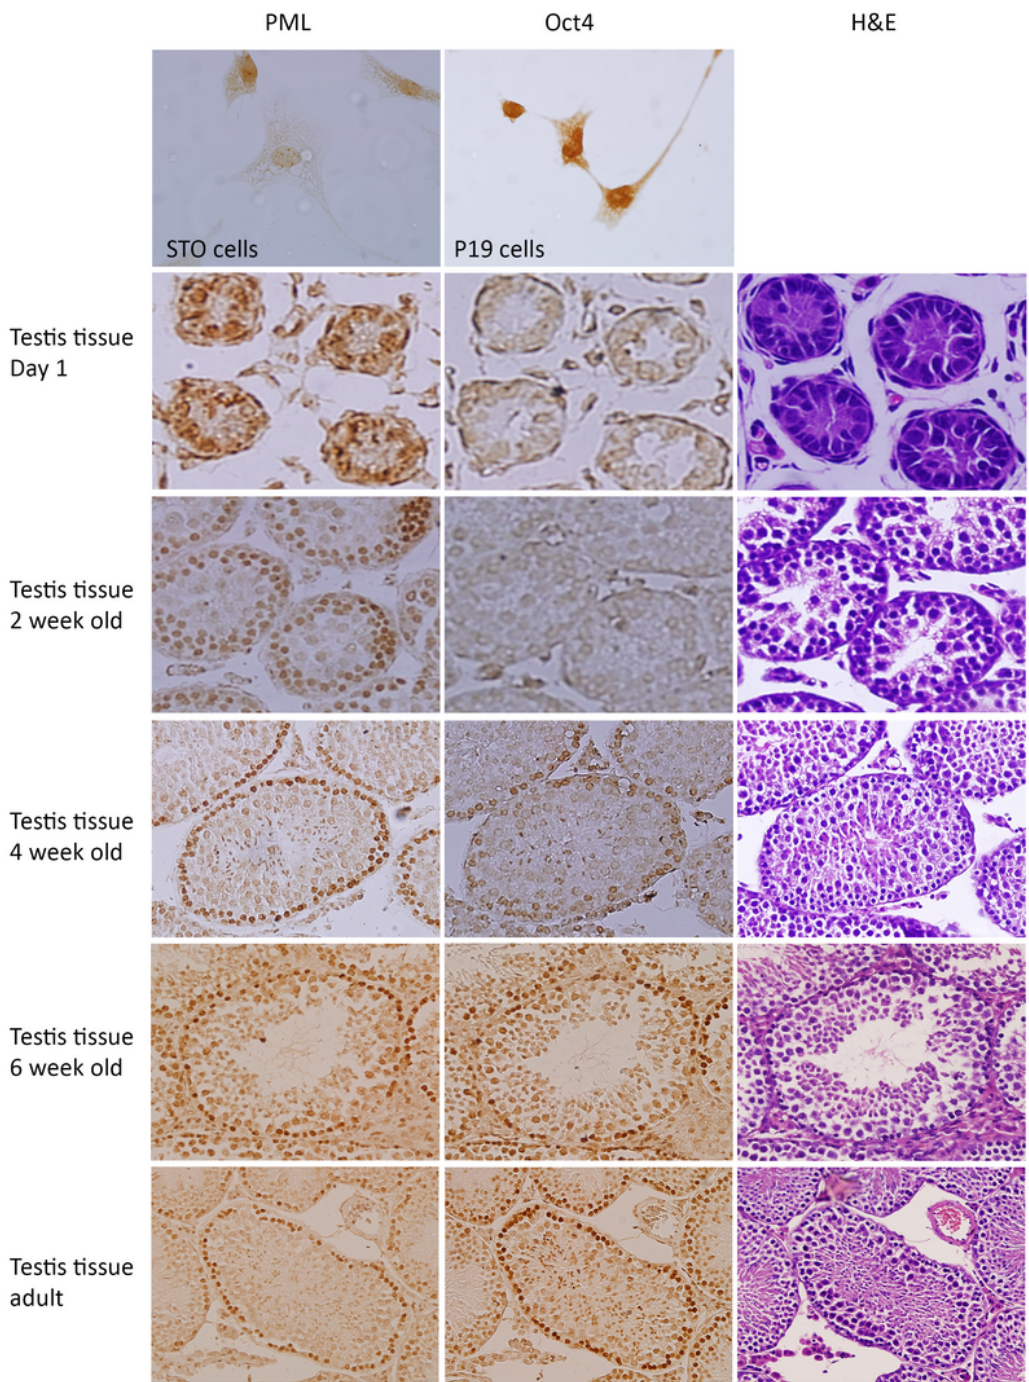 PML
Oct4
H&E
STO cells
P19 cells
Testis tissue
Day 1
Testis tissue
2 week old
Testis tissue
4 week old
Testis tissue
6 week old
Testis tissue
adult